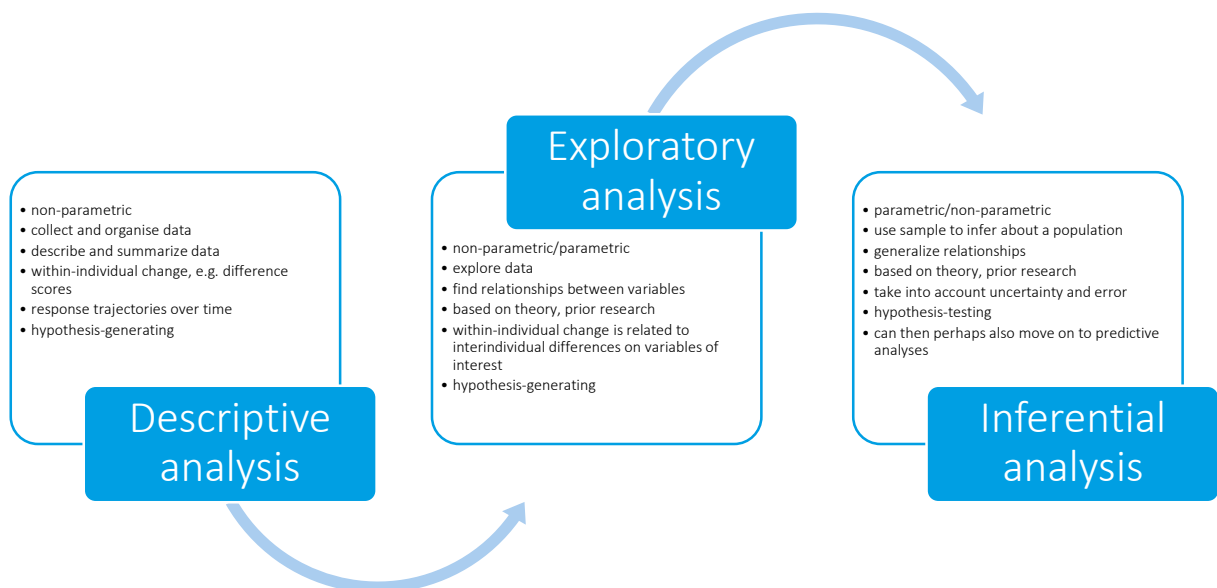 • non-parametric
• collect and organise data
• describe and summarize data
• within-individual change, e.g. difference
scores
• response trajectories over time
• hypothesis-generating
Descriptive
analysis
Exploratory
analysis
• non-parametric/parametric
• explore data
• find relationships between variables
• based on theory, prior research
• within-individual change is related to
interindividual differences on variables of
interest
• hypothesis-generating
• parametric/non-parametric
• use sample to infer about a population
• generalize relationships
• based on theory, prior research
• take into account uncertainty and error
• hypothesis-testing
• can then perhaps also move on to predictive
analyses
Inferential
analysis